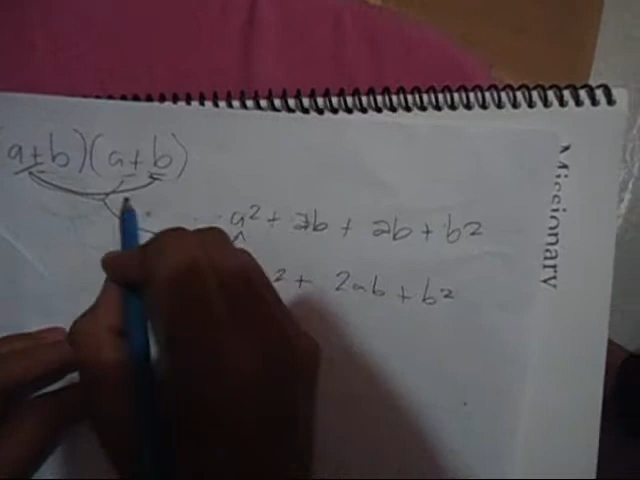 (a+b)(a+b)
a² + ab + ab + b²
² + 2ab + b²
Missionary